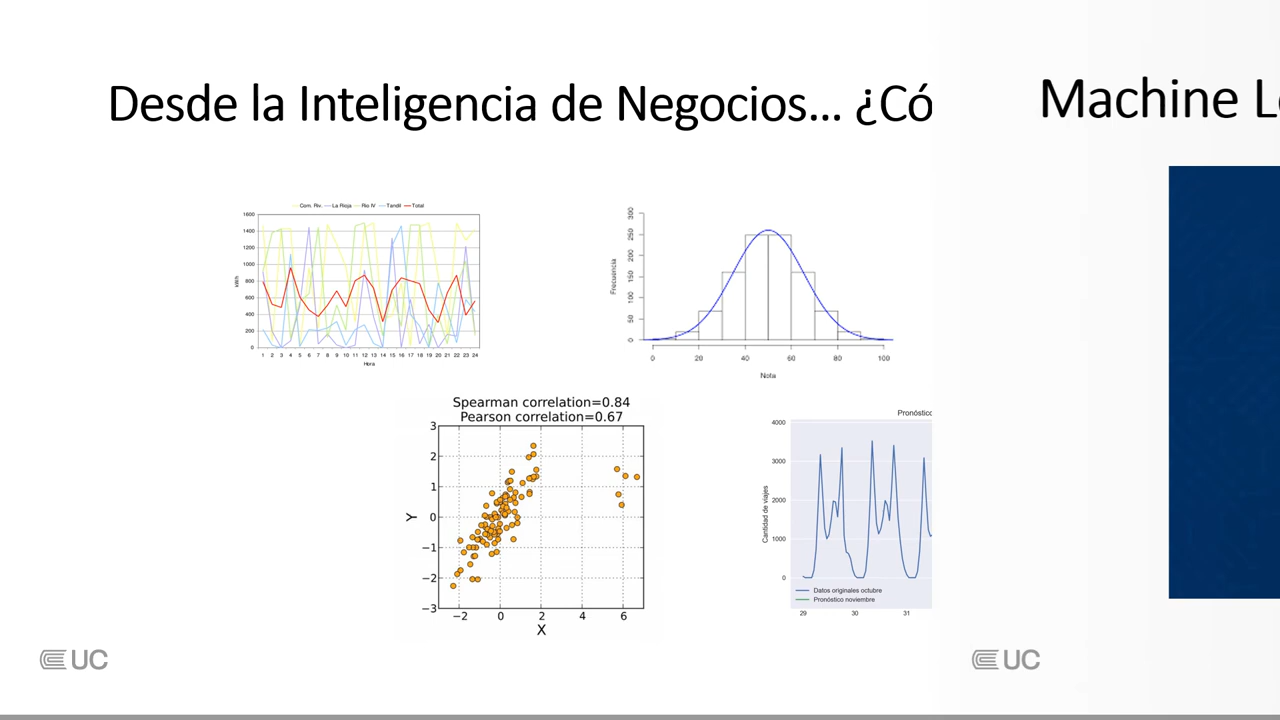 Desde la Inteligencia de Negocios... ¿Có
Machine L
Com. Riv. La Rioja Rio IV Tandil Total
1600
1400
1200
1000
800
600
400
200
0
kW/h
1 2 3 4 5 6 7 8 9 10 11 12 13 14 15 16 17 18 19 20 21 22 23 24
Hora
300
250
200
150
100
50
0
Frecuencia
0 20 40 60 80 100
Nota
Spearman correlation=0.84
Pearson correlation=0.67
3
2
1
0
−1
−2
−3
Y
−2 0 2 4 6
X
Pronóstico
4000
3000
2000
1000
0
Cantidad de viajes
Datos originales octubre
Pronóstico noviembre
29 30 31
UC
UC